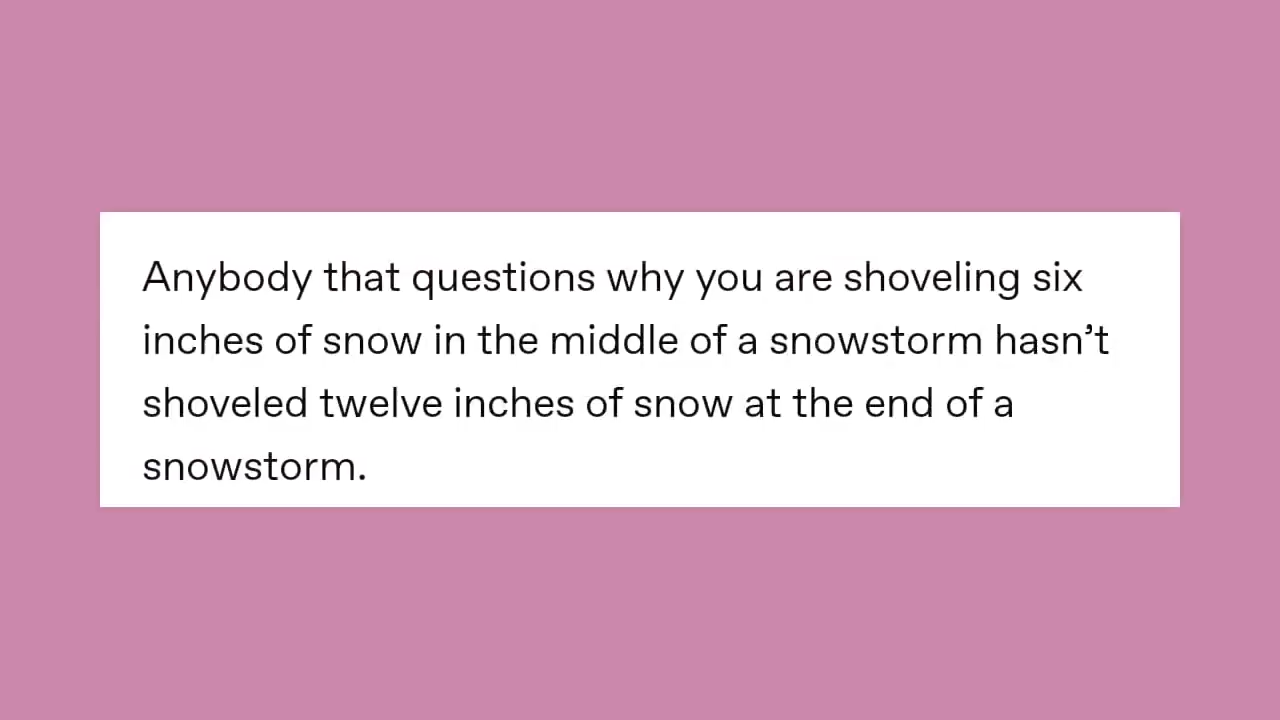 Anybody that questions why you are shoveling six
inches of snow in the middle of a snowstorm hasn’t
shoveled twelve inches of snow at the end of a
snowstorm.